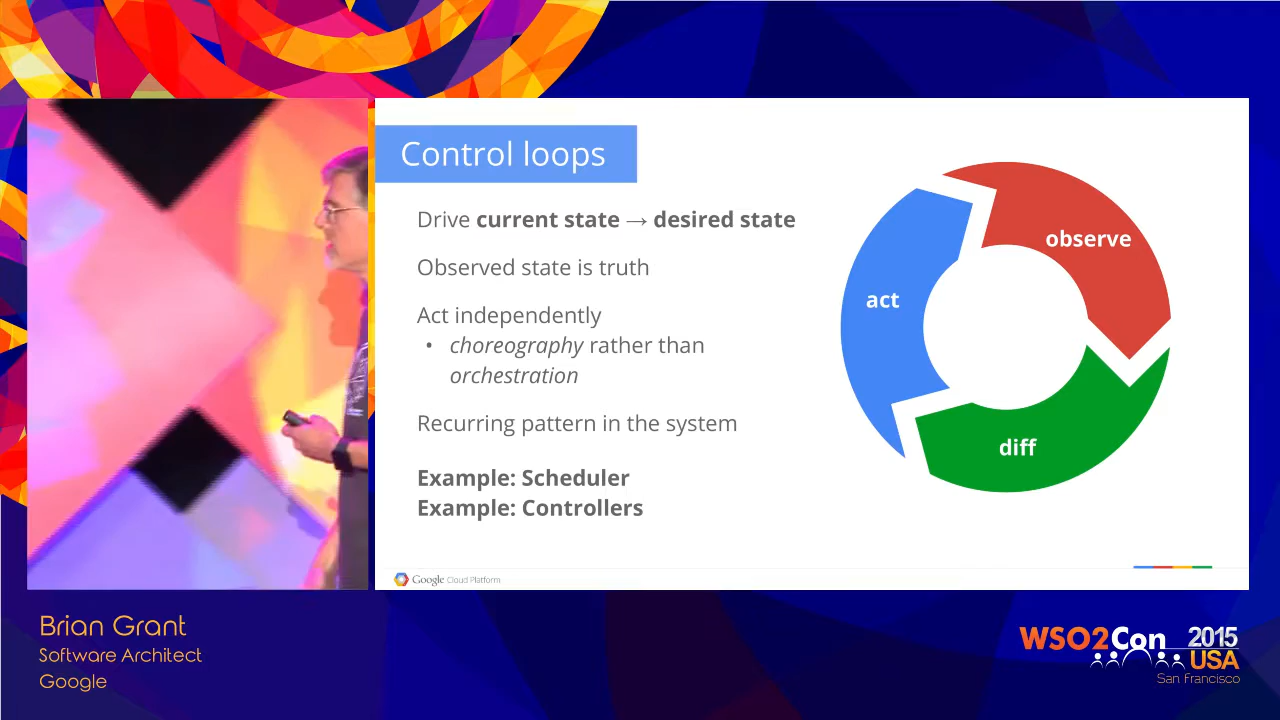 Control loops
Drive current state → desired state
Observed state is truth
Act independently
• choreography rather than
orchestration
Recurring pattern in the system
Example: Scheduler
Example: Controllers
observe
act
diff
Google Cloud Platform
Brian Grant
Software Architect
Google
WSO2Con 2015
USA
San Francisco